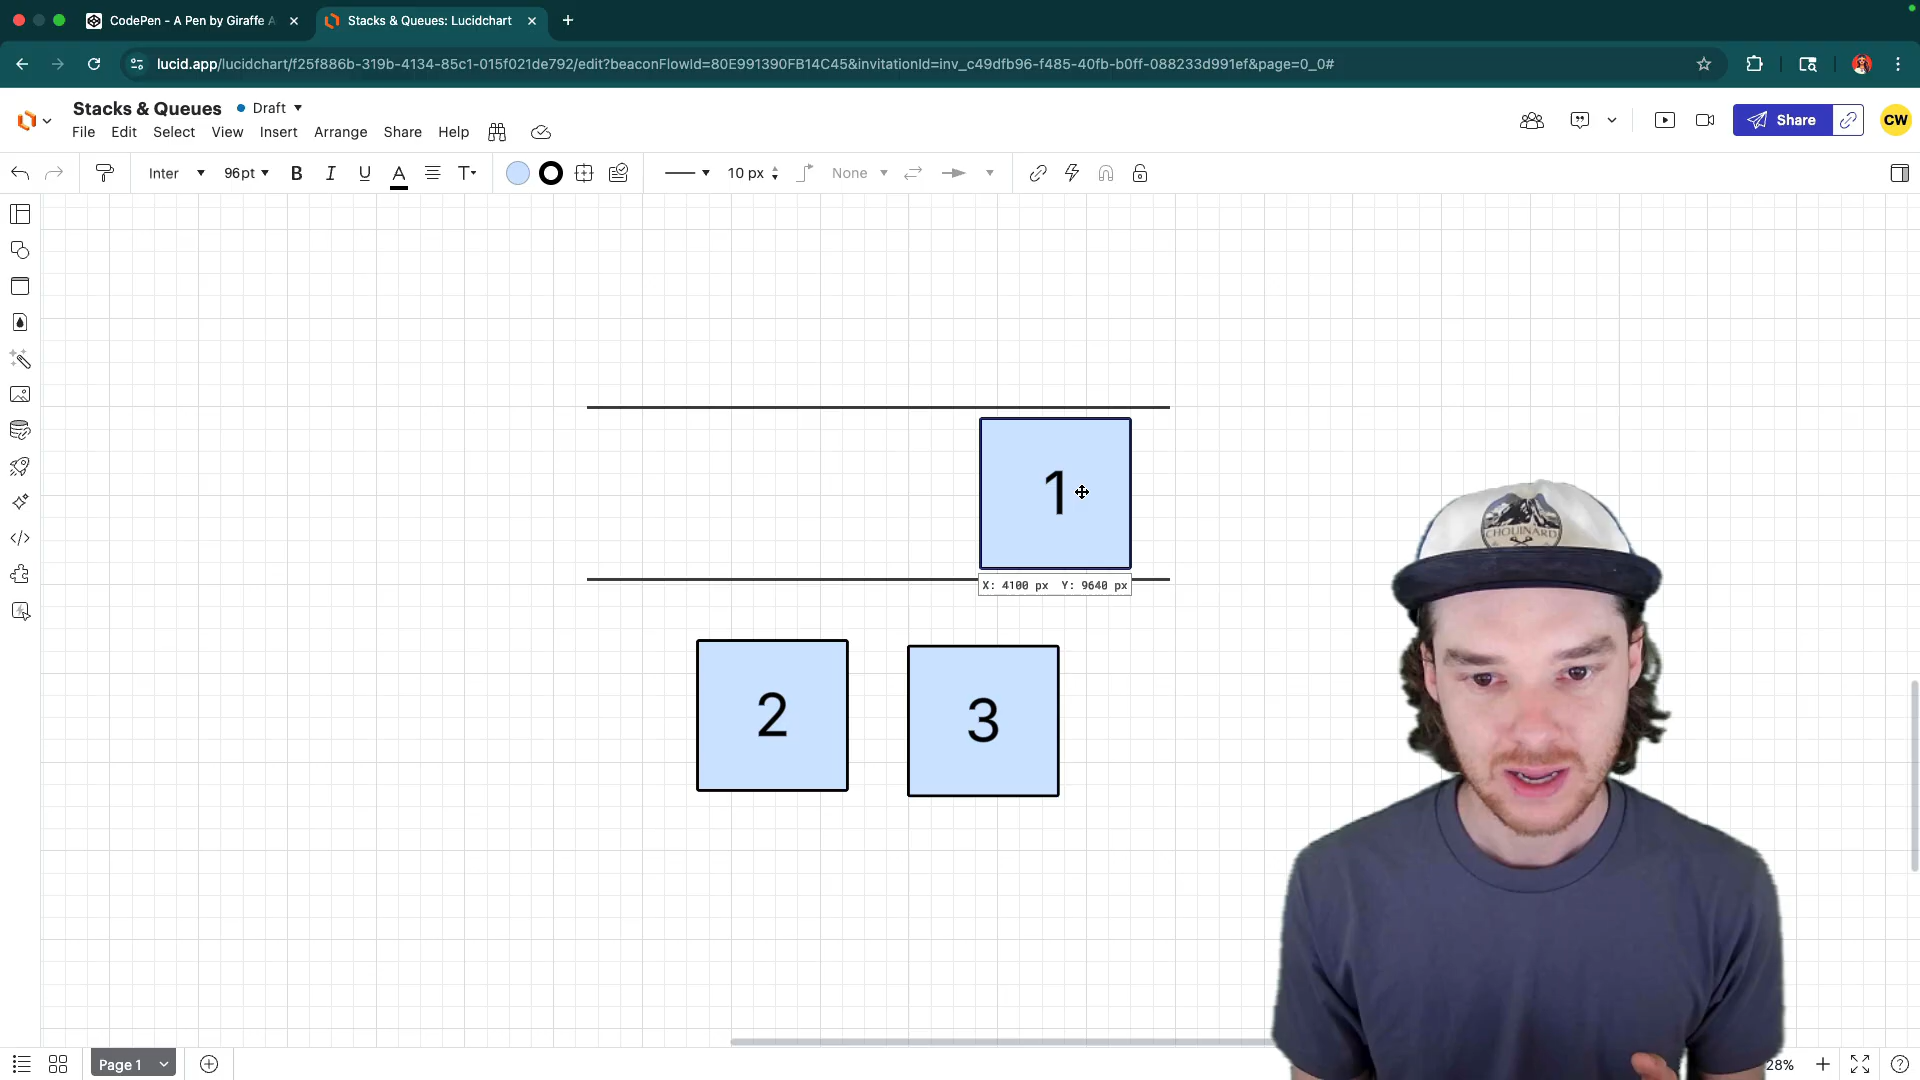 CodePen - A Pen by Giraffe A
Stacks & Queues: Lucidchart
lucid.app/lucidchart/f25f886b-319b-4134-85c1-015f021de792/edit?beaconFlowId=80E991390FB14C45&invitationId=inv_c49dfb96-f485-40fb-b0ff-088233d991ef&page=0_0#
Stacks & Queues
Draft
File Edit Select View Insert Arrange Share Help
Share
CW
Inter 96pt B I U A T 10 px None
1
X: 4100 px Y: 9640 px
2
3
CHOUINARD
Page 1
28%